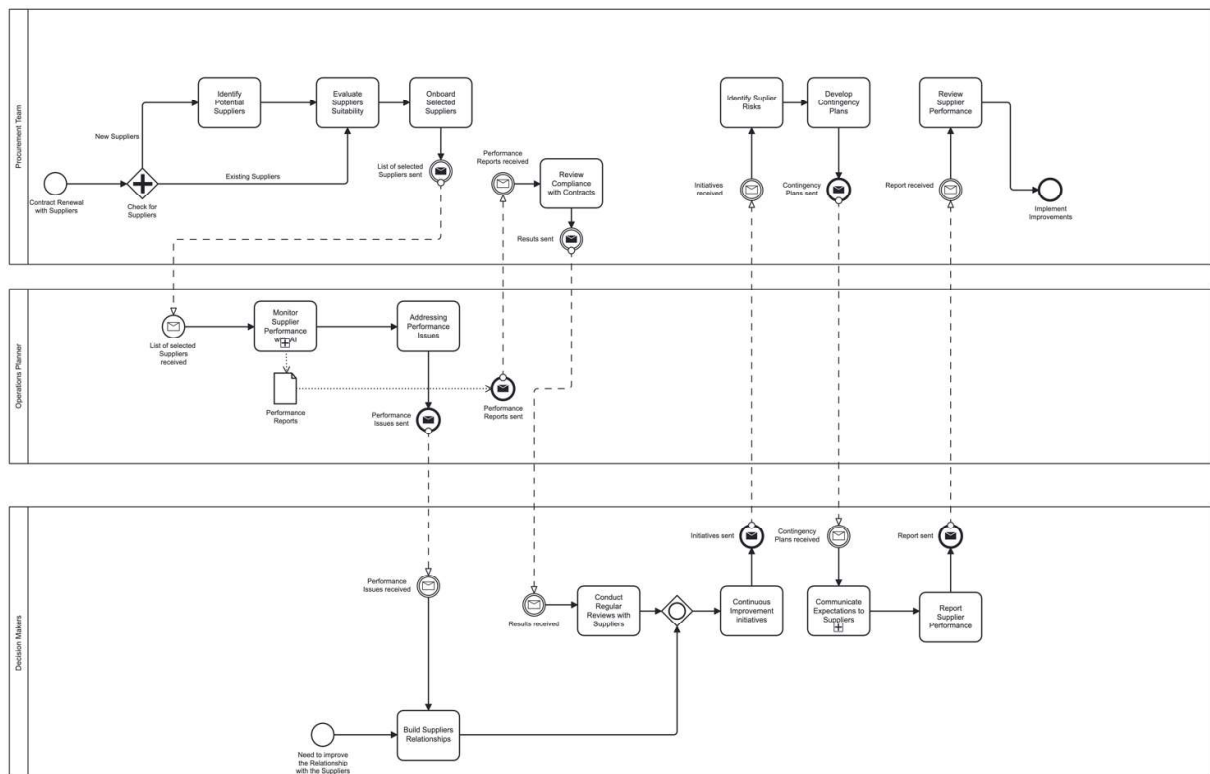 Procurement Team
Identify
Potential
Suppliers
Evaluate
Suppliers
Suitability
Onboard
Selected
Suppliers
New Suppliers
Existing Suppliers
Contract Renewal
with Suppliers
Check for
Suppliers
List of selected
Suppliers sent
Performance
Reports received
Review
Compliance
with Contracts
Resuts sent
Identify Suplier
Risks
Develop
Contingency
Plans
Initiatives
received
Contingency
Plans sent
Review
Supplier
Performance
Report received
Implement
Improvements
Operations Planner
List of selected
Suppliers
received
Monitor
Supplier
Performance
Addressing
Performance
Issues
Performance
Reports
Performance
Issues sent
Performance
Reports sent
Decision Makers
Performance
Issues received
Results received
Conduct
Regular
Reviews with
Suppliers
Initiatives sent
Continuous
Improvement
initiatives
Contingency
Plans received
Communicate
Expectations to
Suppliers
Report sent
Report
Supplier
Performance
Need to improve
the Relationship
with the Suppliers
Build Suppliers
Relationships